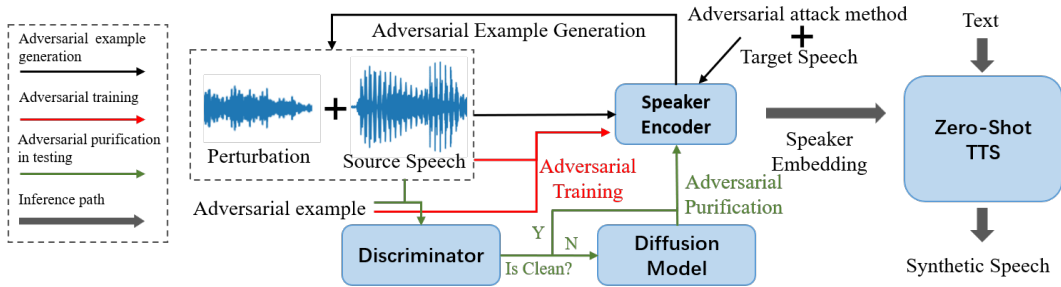 Adversarial example
generation
Adversarial training
Adversarial purification
in testing
Inference path
Adversarial Example Generation
Perturbation
+
Source Speech
Adversarial example
Adversarial
Training
Discriminator
Is Clean?
Y
N
Diffusion
Model
Adversarial
Purification
Speaker
Encoder
Adversarial attack method
+
Target Speech
Speaker
Embedding
Text
Zero-Shot
TTS
Synthetic Speech